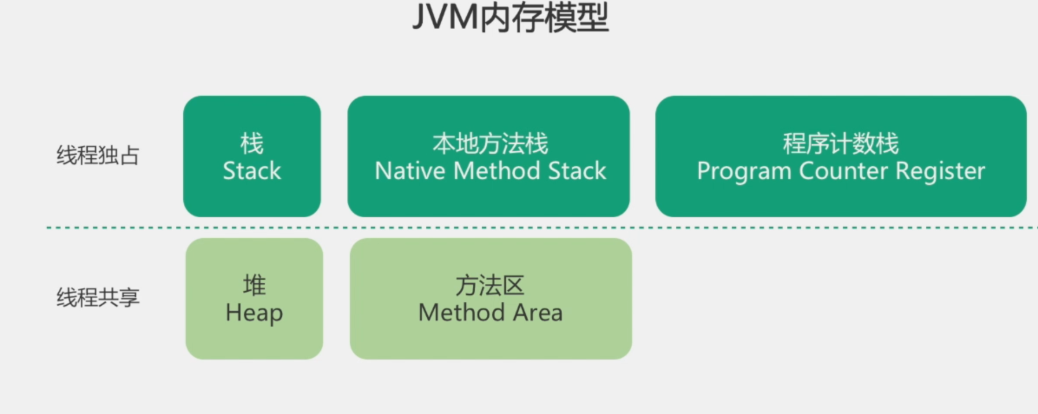 JVM内存模型
线程独占
栈
Stack
本地方法栈
Native Method Stack
程序计数栈
Program Counter Register
线程共享
堆
Heap
方法区
Method Area